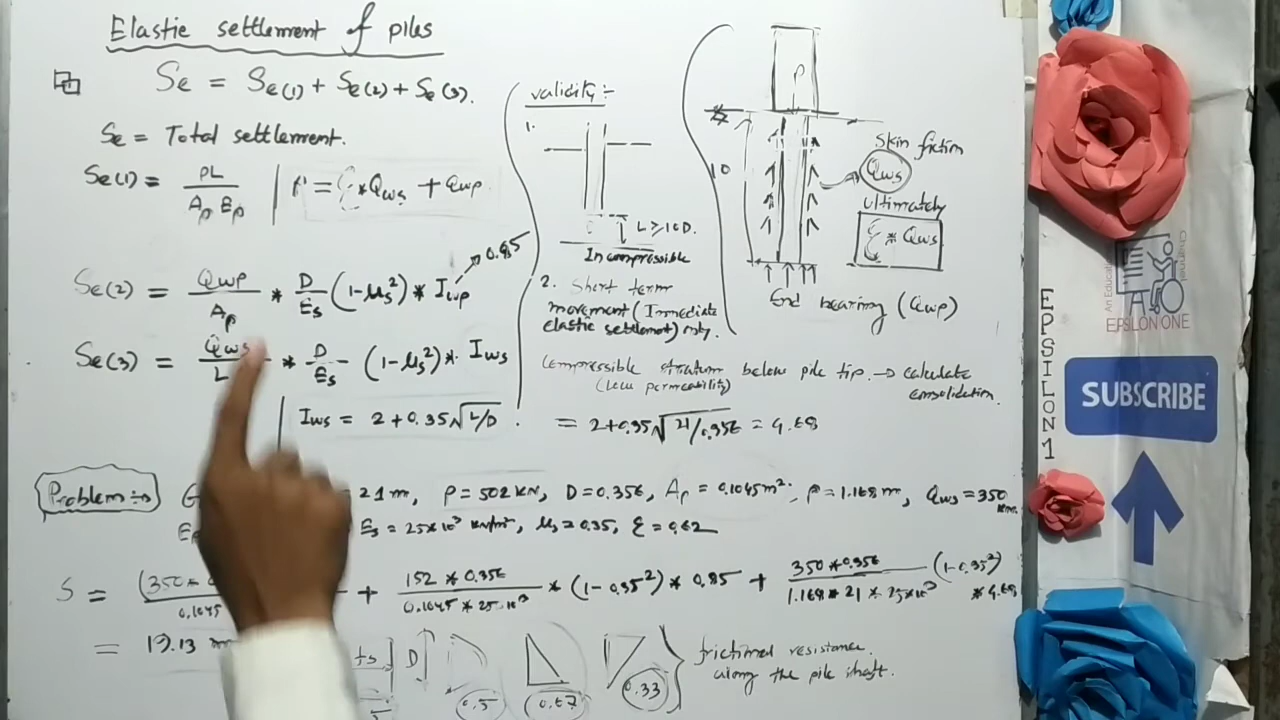 Elastic settlement of piles
Se = Se(1) + Se(2) + Se(3).
Se = Total settlement.
Se(1) = PL / Ap Ep
P = ξ * Qws + Qwp
Se(2) = Qwp / Ap * D / Es (1-μs²) * Iwp → 0.85
Se(3) = Qws / L * D / Es (1-μs²) * Iws
Iws = 2 + 0.35√L/D .
validity :-
1.
L ≥ 10D.
Incompressible
2. Short term
movement (Immediate
elastic settlement) only.
Compressible stratum below pile tip. → calculate
(Low permeability)
consolidation.
= 2+0.35√21/0.356 = 4.69
P
Skin friction
Qws
ultimately
ξ * Qws
End bearing (Qwp)
Problem :→
= 21 m, P = 502 KN, D = 0.356, Ap = 0.1045 m², P = 1.168 m, Qws = 350
Es = 25*10³ KN/m², μs = 0.35, ξ = 0.62
S = (350 * / 0.1045 + 152 * 0.356 / 0.1045 * 25*10³ * (1-0.35²) * 0.85 + 350*0.356 / 1.168 * 21 * 25*10³ (1-0.35²) * 4.69
= 19.13
D
0.5
0.67
0.33
frictional resistance.
along the pile shaft.
EPSILON 1
An Educational
Channel
EPSILON ONE
SUBSCRIBE